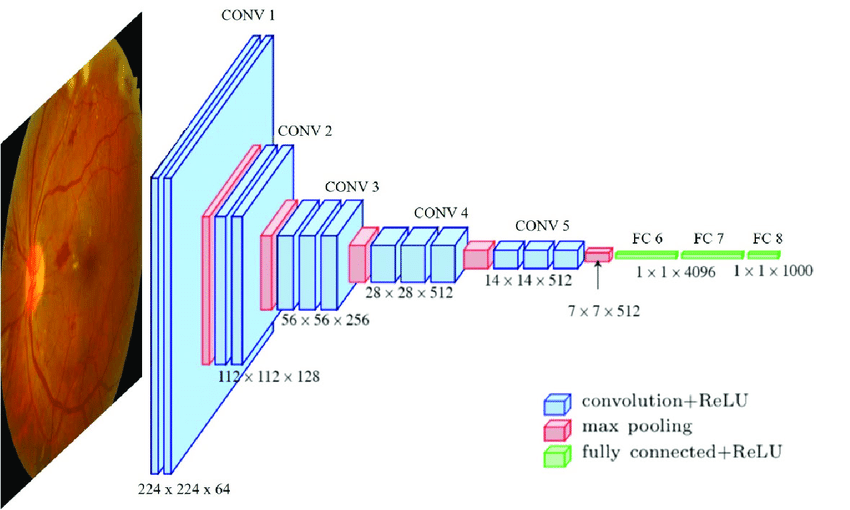 CONV 1
CONV 2
CONV 3
CONV 4
CONV 5
FC 6
FC 7
FC 8
1 × 1 × 4096
1 × 1 × 1000
28 × 28 × 512
14 × 14 × 512
7 × 7 × 512
56 × 56 × 256
112 × 112 × 128
224 x 224 x 64
convolution+ReLU
max pooling
fully connected+ReLU